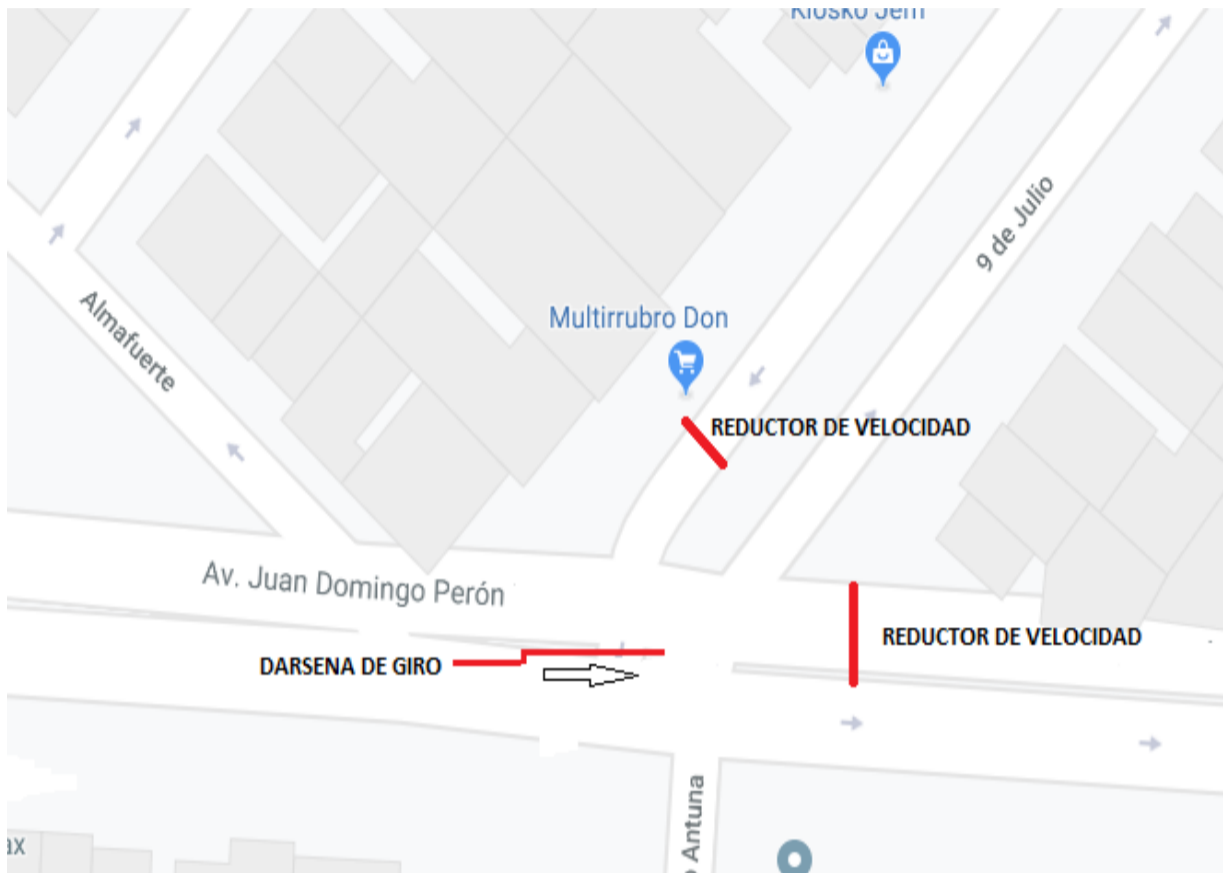 Kiosko Jem
9 de Julio
Almafuerte
Multirrubro Don
REDUCTOR DE VELOCIDAD
Av. Juan Domingo Perón
REDUCTOR DE VELOCIDAD
DARSENA DE GIRO
o Antuna
ax